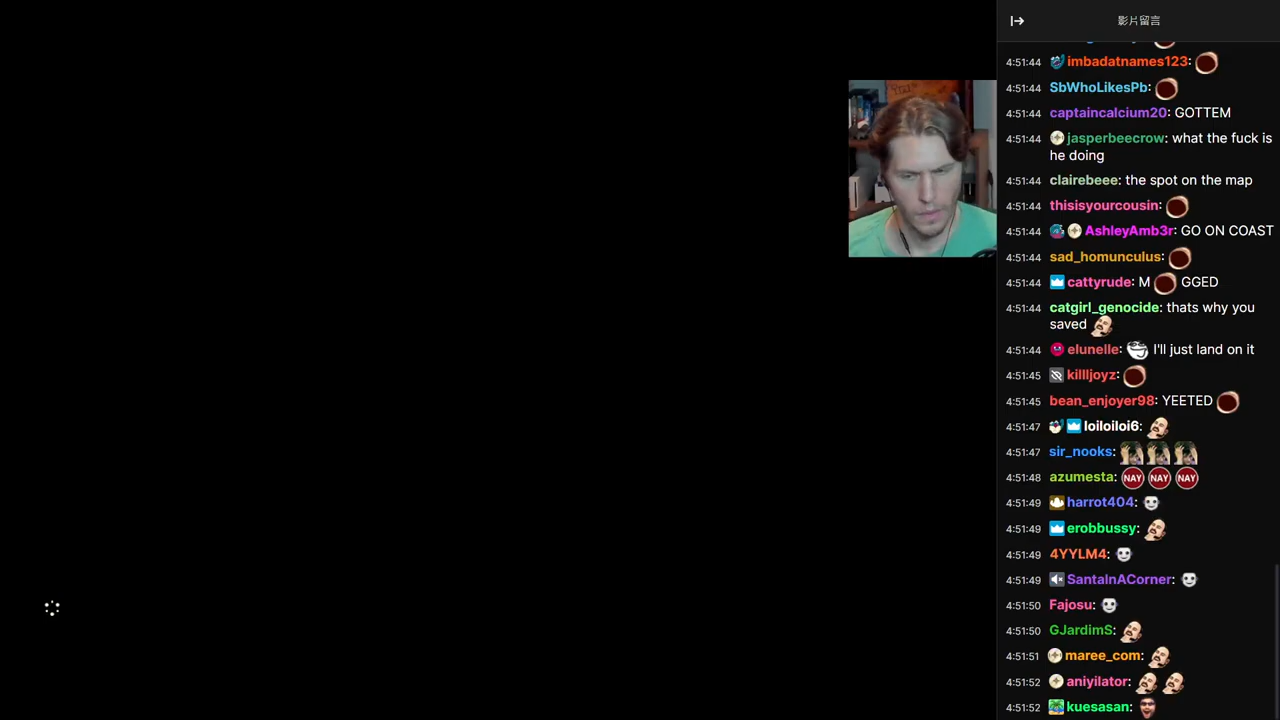 影片留言
4:51:44 imbadatnames123:
4:51:44 SbWhoLikesPb:
4:51:44 captaincalcium20: GOTTEM
4:51:44 jasperbeecrow: what the fuck is
he doing
4:51:44 clairebeee: the spot on the map
4:51:44 thisisyourcousin:
4:51:44 AshleyAmb3r: GO ON COAST
4:51:44 sad_homunculus:
4:51:44 cattyrude: M GGED
4:51:44 catgirl_genocide: thats why you
saved
4:51:44 elunelle: I'll just land on it
4:51:45 killljoyz:
4:51:45 bean_enjoyer98: YEETED
4:51:47 loiloiloi6:
4:51:47 sir_nooks:
4:51:48 azumesta: NAY NAY NAY
4:51:49 harrot404:
4:51:49 erobbussy:
4:51:49 4YYLM4:
4:51:49 SantaInACorner:
4:51:50 Fajosu:
4:51:50 GJardimS:
4:51:51 maree_com:
4:51:52 aniyilator:
4:51:52 kuesasan: